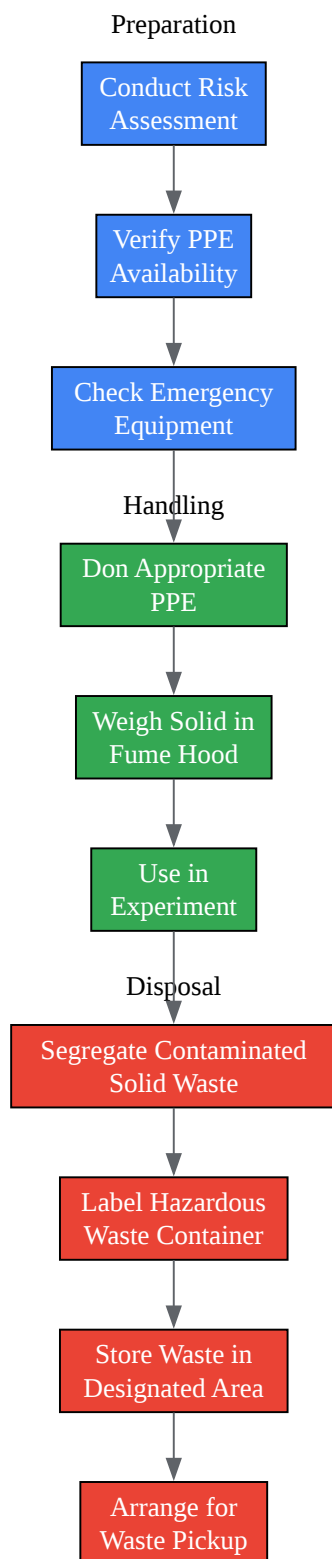 Preparation
Conduct Risk
Assessment
Verify PPE
Availability
Check Emergency
Equipment
Handling
Don Appropriate
PPE
Weigh Solid in
Fume Hood
Use in
Experiment
Disposal
Segregate Contaminated
Solid Waste
Label Hazardous
Waste Container
Store Waste in
Designated Area
Arrange for
Waste Pickup